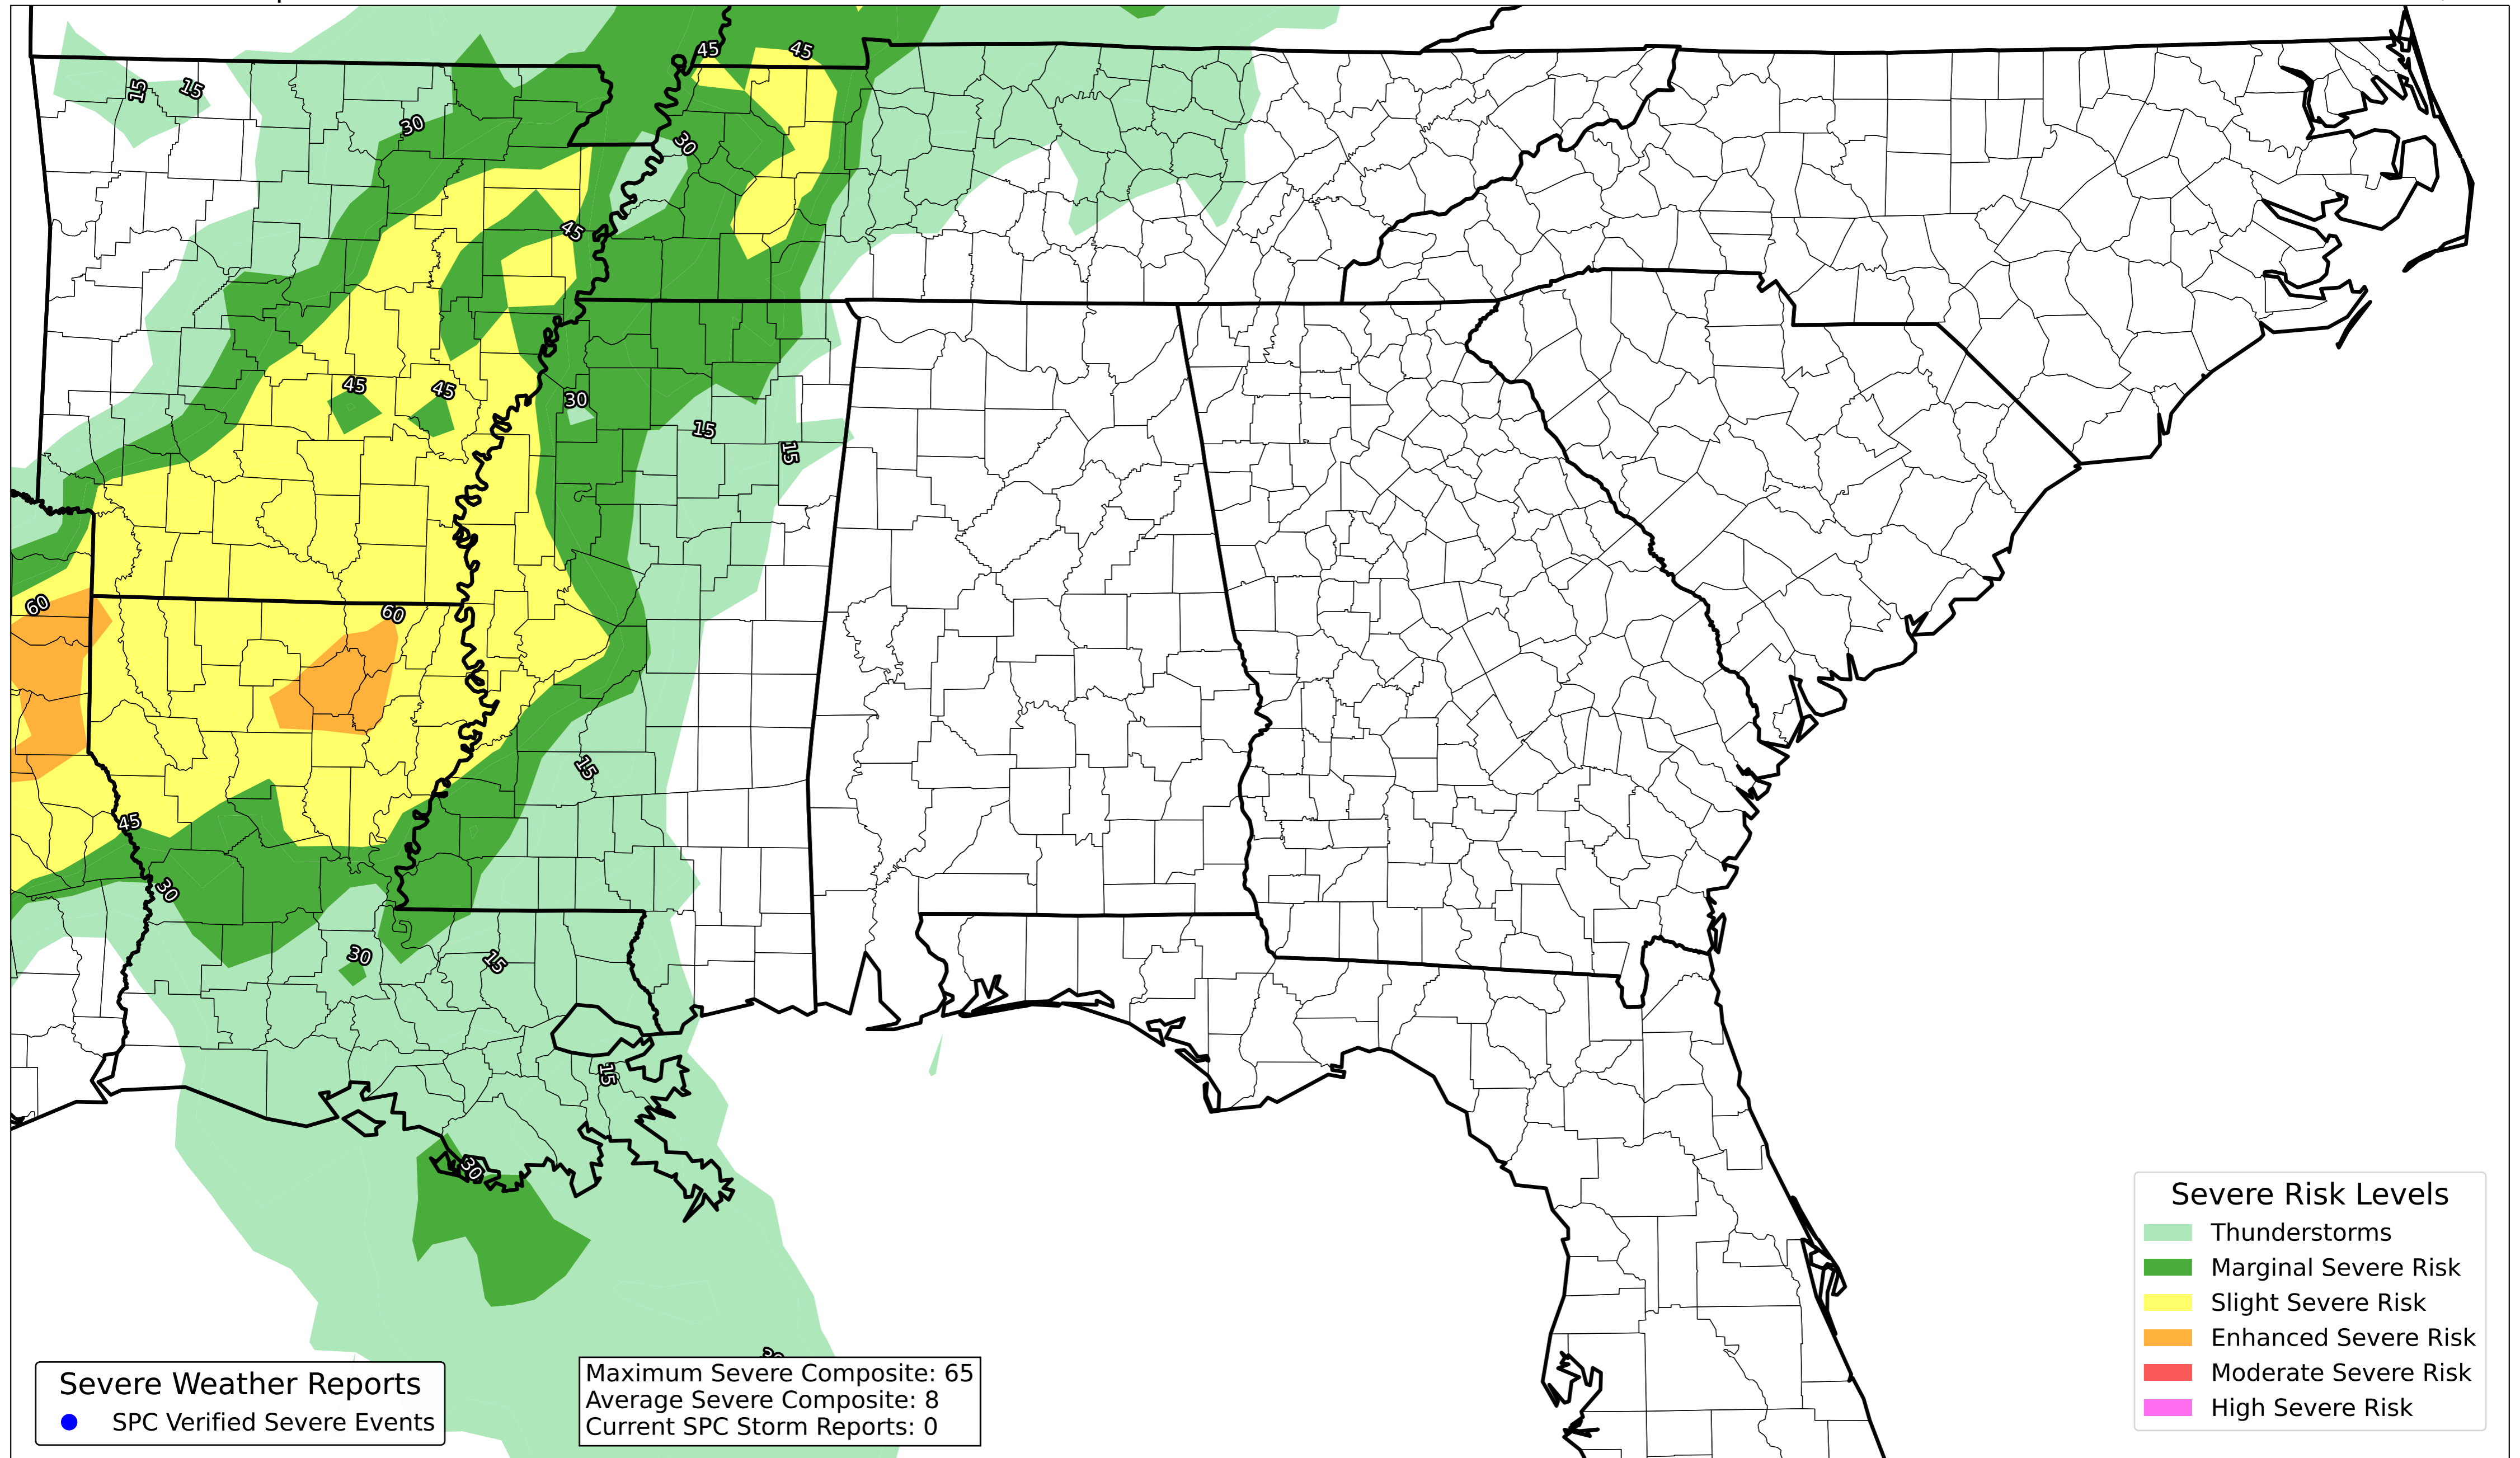 45
45
15
15
30
30
45
45
45
30
15
15
60
60
15
45
30
30
15
15
30
Severe Risk Levels
Thunderstorms
Marginal Severe Risk
Slight Severe Risk
Enhanced Severe Risk
Moderate Severe Risk
High Severe Risk
Severe Weather Reports
SPC Verified Severe Events
Maximum Severe Composite: 65
Average Severe Composite: 8
Current SPC Storm Reports: 0